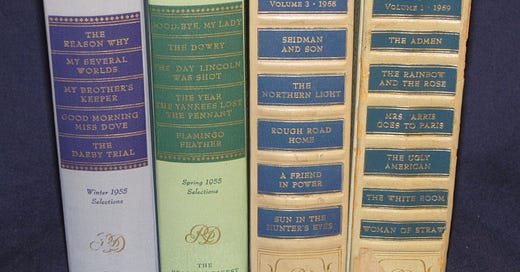 THE
REASON WHY
MY SEVERAL
WORLDS
MY BROTHER'S
KEEPER
GOOD MORNING
MISS DOVE
THE
DARBY TRIAL
Winter 1955
Selections
RD
GOOD-BYE, MY LADY
THE DOWRY
THE DAY LINCOLN
WAS SHOT
THE YEAR
THE YANKEES LOST
THE PENNANT
FLAMINGO
FEATHER
Spring 1955
Selections
RD
THE
VOLUME 3 • 1958
SEIDMAN
AND SON
THE
NORTHERN LIGHT
ROUGH ROAD
HOME
A FRIEND
IN POWER
SUN IN THE
HUNTER'S EYES
VOLUME 1 • 1959
THE ADMEN
THE RAINBOW
AND THE ROSE
MRS. 'ARRIS
GOES TO PARIS
THE UGLY
AMERICAN
THE WHITE ROOM
WOMAN OF STRAW